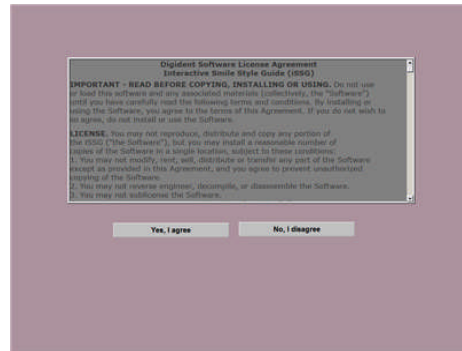 Digident Software License Agreement
Interactive Smile Style Guide (iSSG)
IMPORTANT - READ BEFORE COPYING, INSTALLING OR USING. Do not use
or load this software and any associated materials (collectively, the "Software")
until you have carefully read the following terms and conditions. By installing or
using the Software, you agree to the terms of this Agreement. If you do not wish to
so agree, do not install or use the Software.
LICENSE. You may not reproduce, distribute and copy any portion of
the iSSG ("the Software"), but you may install a reasonable number of
copies of the Software in a single location, subject to these conditions:
1. You may not modify, rent, sell, distribute or transfer any part of the Software
except as provided in this Agreement, and you agree to prevent unauthorized
copying of the Software.
2. You may not reverse engineer, decompile, or disassemble the Software.
3. You may not sublicense the Software.
Yes, I agree
No, I disagree